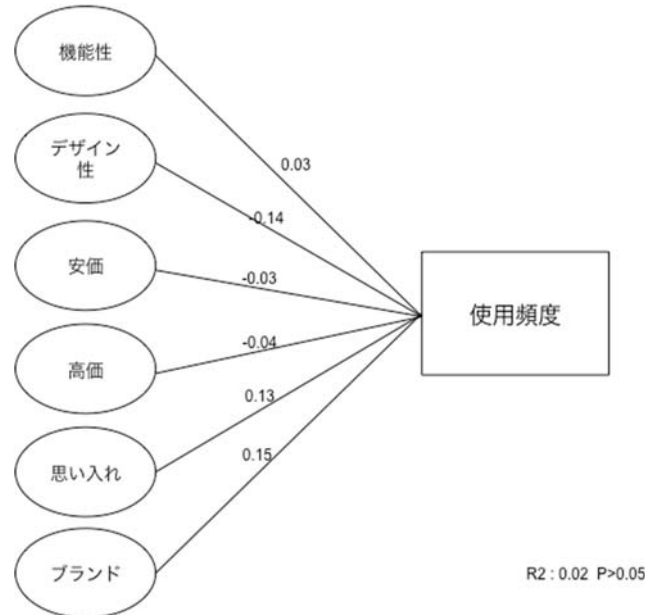 機能性
デザイン
性
安価
高価
思い入れ
ブランド
0.03
-0.14
-0.03
-0.04
0.13
0.15
使用頻度
R2 : 0.02 P>0.05